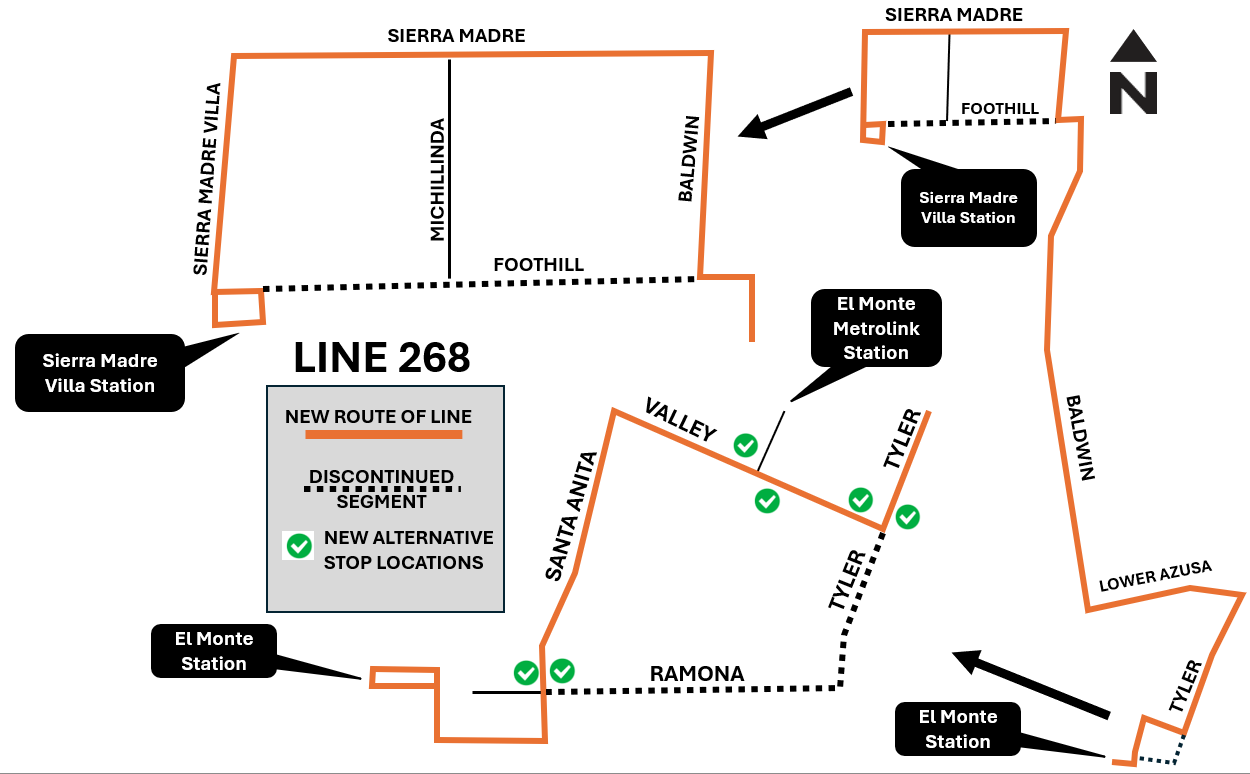 SIERRA MADRE
SIERRA MADRE VILLA
MICHILLINDA
BALDWIN
FOOTHILL
Sierra Madre
Villa Station
SIERRA MADRE
N
FOOTHILL
Sierra Madre
Villa Station
LINE 268
NEW ROUTE OF LINE
DISCONTINUED
SEGMENT
NEW ALTERNATIVE
STOP LOCATIONS
El Monte
Metrolink
Station
VALLEY
TYLER
SANTA ANITA
TYLER
RAMONA
El Monte
Station
BALDWIN
LOWER AZUSA
TYLER
El Monte
Station